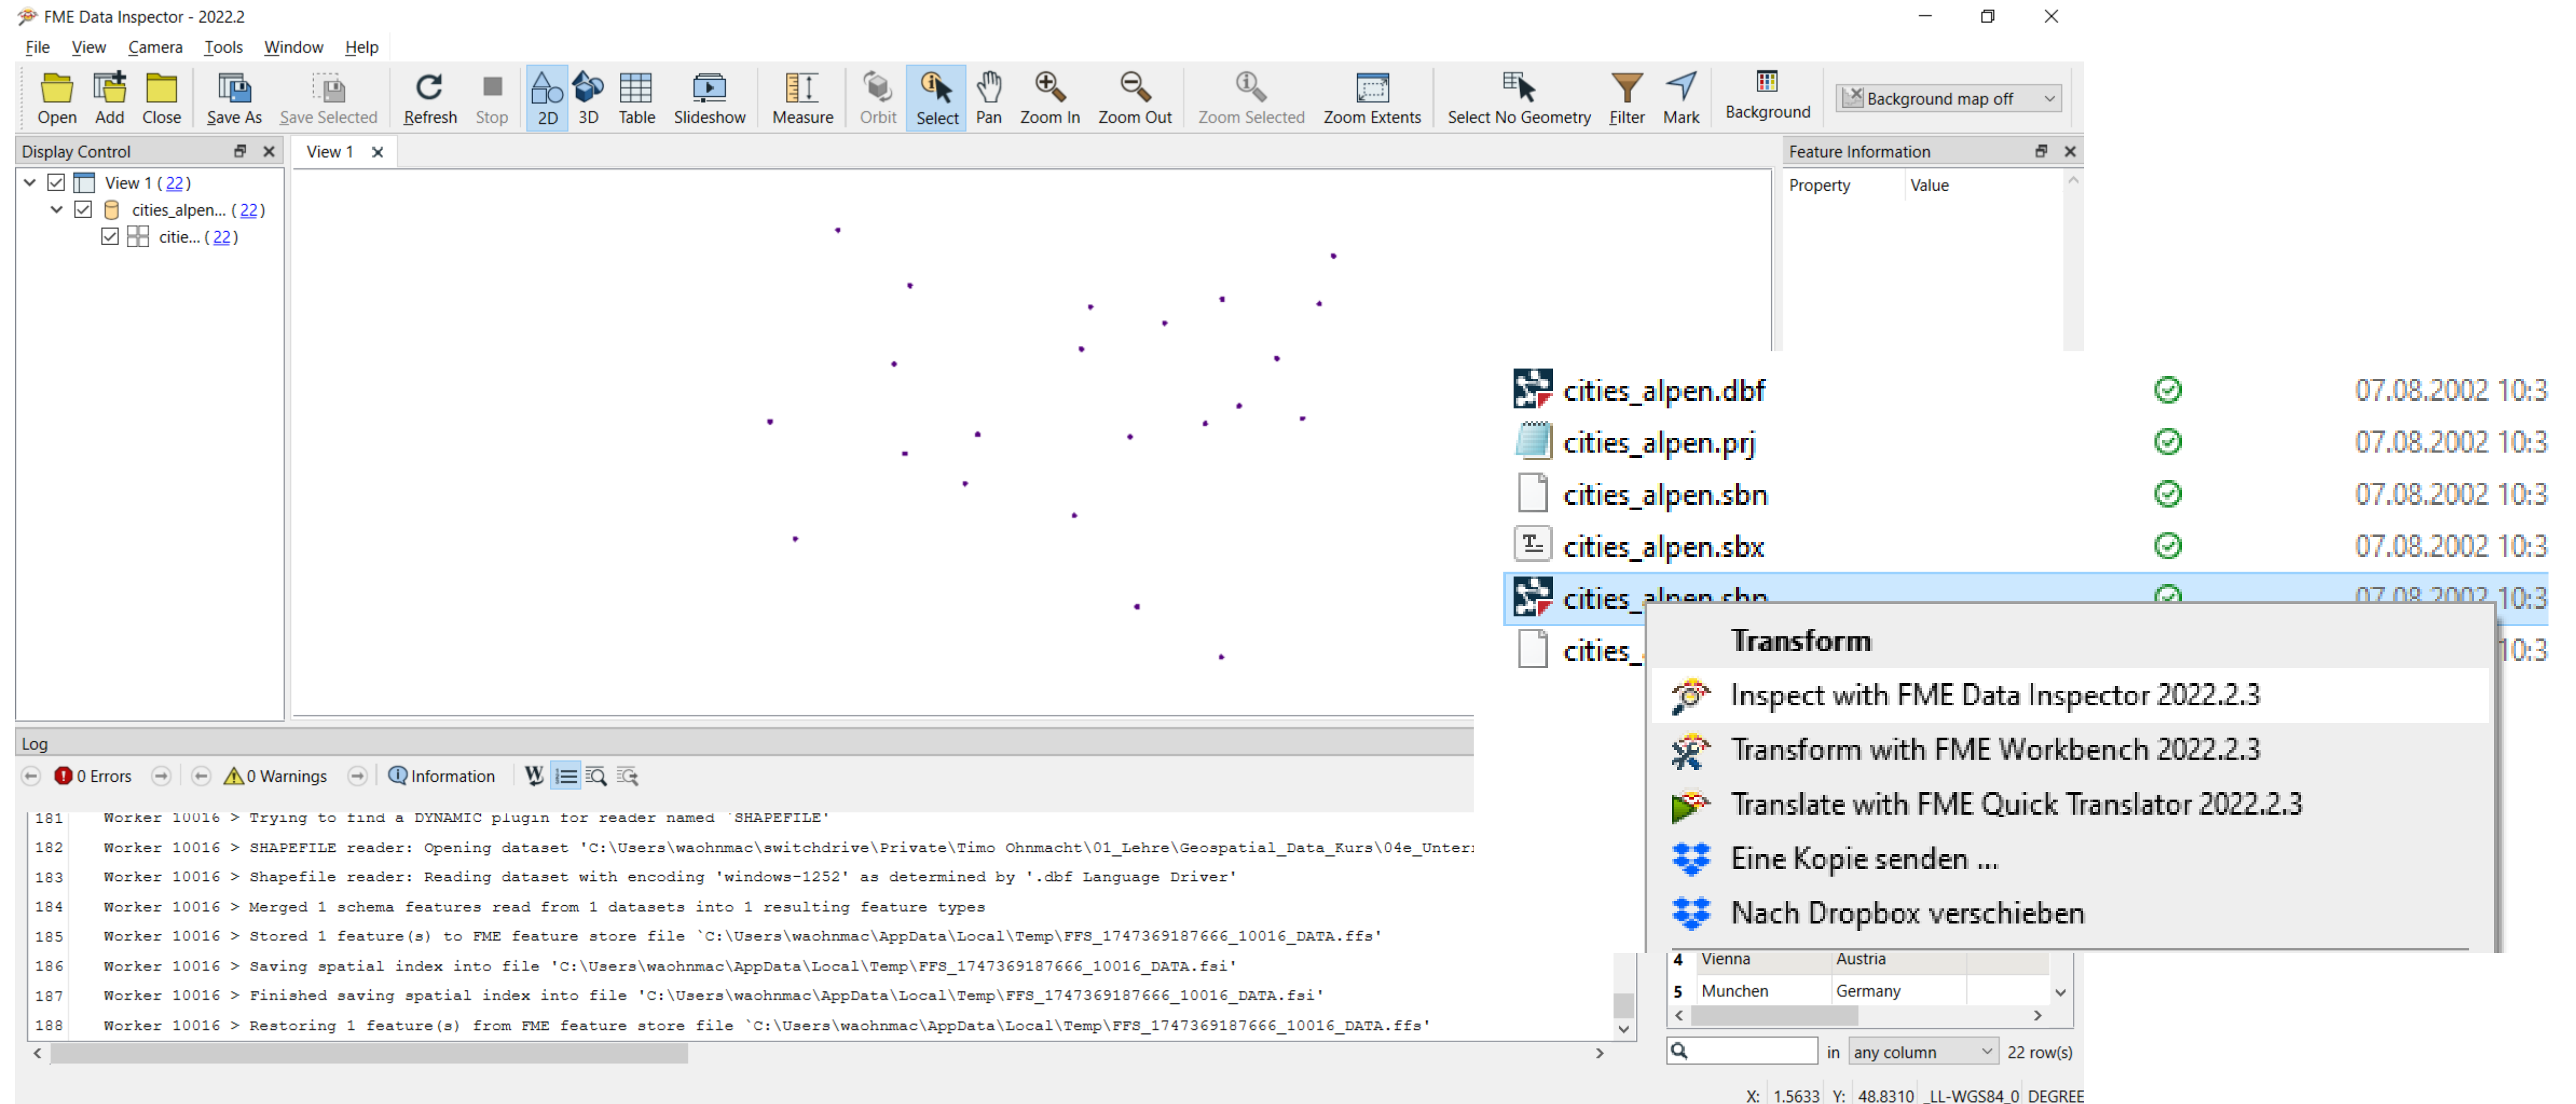 FME Data Inspector - 2022.2
File View Camera Tools Window Help
Open Add Close Save As Save Selected Refresh Stop 2D 3D Table Slideshow Measure Orbit Select Pan Zoom In Zoom Out Zoom Selected Zoom Extents Select No Geometry Filter Mark Background Background map off
Display Control
View 1
Feature Information
View 1 (22)
cities_alpen... (22)
citie... (22)
Property Value
cities_alpen.dbf 07.08.2002 10:3
cities_alpen.prj 07.08.2002 10:3
cities_alpen.sbn 07.08.2002 10:3
cities_alpen.sbx 07.08.2002 10:3
cities_alpen.shp 07.08.2002 10:3
cities_ 10:3
Transform
Inspect with FME Data Inspector 2022.2.3
Transform with FME Workbench 2022.2.3
Translate with FME Quick Translator 2022.2.3
Eine Kopie senden ...
Nach Dropbox verschieben
Log
0 Errors 0 Warnings Information
181 Worker 10016 > Trying to find a DYNAMIC plugin for reader named `SHAPEFILE'
182 Worker 10016 > SHAPEFILE reader: Opening dataset 'C:\Users\waohnmac\switchdrive\Private\Timo Ohnmacht\01_Lehre\Geospatial_Data_Kurs\04e_Unter
183 Worker 10016 > Shapefile reader: Reading dataset with encoding 'windows-1252' as determined by '.dbf Language Driver'
184 Worker 10016 > Merged 1 schema features read from 1 datasets into 1 resulting feature types
185 Worker 10016 > Stored 1 feature(s) to FME feature store file `C:\Users\waohnmac\AppData\Local\Temp\FFS_1747369187666_10016_DATA.ffs'
186 Worker 10016 > Saving spatial index into file 'C:\Users\waohnmac\AppData\Local\Temp\FFS_1747369187666_10016_DATA.fsi'
187 Worker 10016 > Finished saving spatial index into file 'C:\Users\waohnmac\AppData\Local\Temp\FFS_1747369187666_10016_DATA.fsi'
188 Worker 10016 > Restoring 1 feature(s) from FME feature store file `C:\Users\waohnmac\AppData\Local\Temp\FFS_1747369187666_10016_DATA.ffs'
4 Vienna Austria
5 Munchen Germany
in any column 22 row(s)
X: 1.5633 Y: 48.8310 _LL-WGS84_0 DEGREE